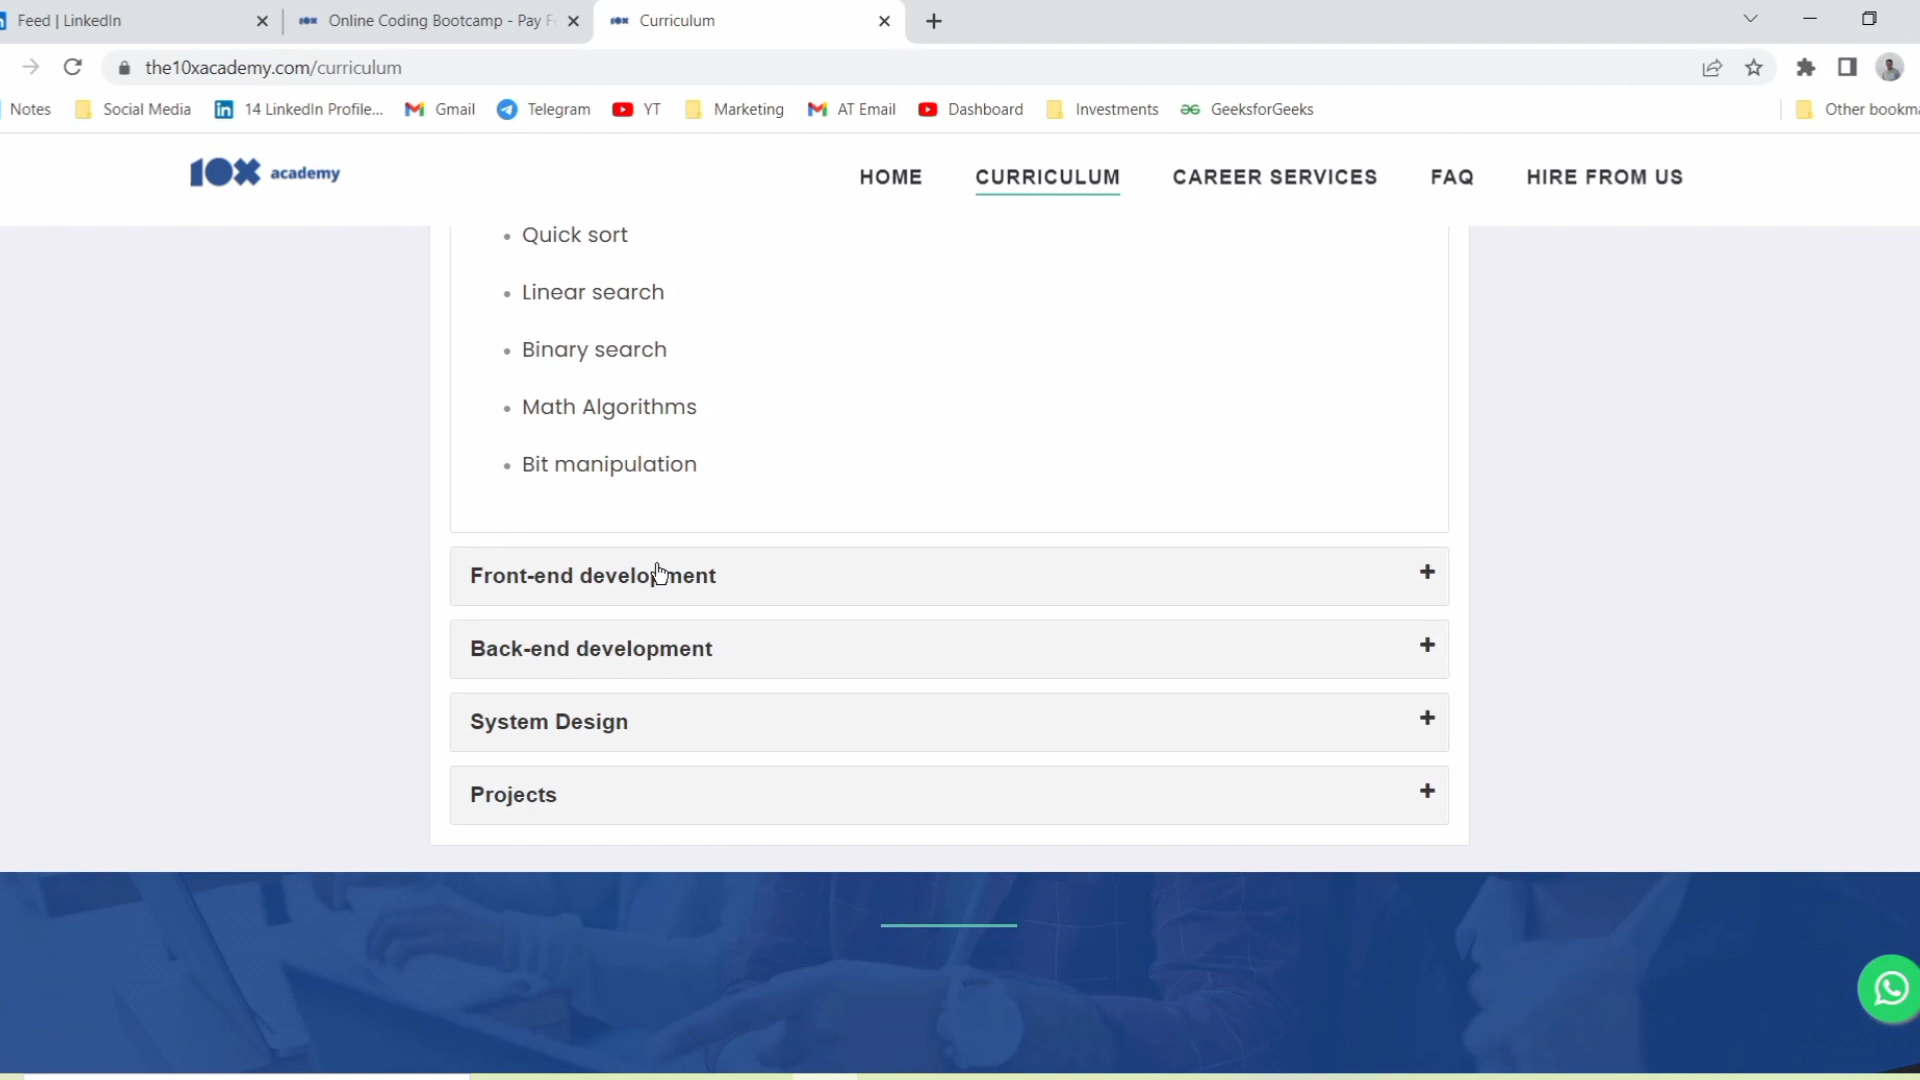 Feed | LinkedIn
Online Coding Bootcamp - Pay
Curriculum
the10xacademy.com/curriculum
Notes
Social Media
14 LinkedIn Profile...
Gmail
Telegram
YT
Marketing
AT Email
Dashboard
Investments
GeeksforGeeks
Other bookma
10x academy
HOME
CURRICULUM
CAREER SERVICES
FAQ
HIRE FROM US
• Quick sort
• Linear search
• Binary search
• Math Algorithms
• Bit manipulation
Front-end development
Back-end development
System Design
Projects